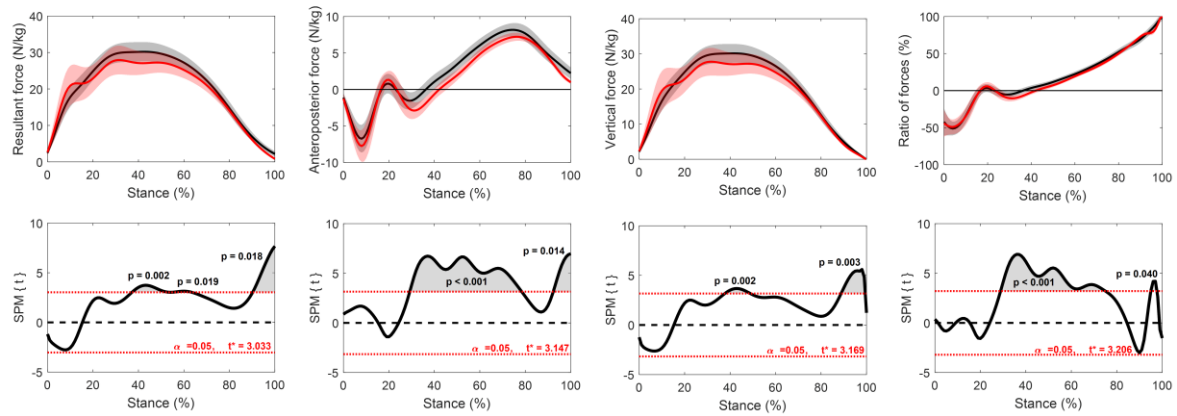 Resultant force (N/kg)
40
30
20
10
0
0 20 40 60 80 100
Stance (%)
Anteroposterior force (N/kg)
10
5
0
-5
-10
0 20 40 60 80 100
Stance (%)
Vertical force (N/kg)
40
30
20
10
0
0 20 40 60 80 100
Stance (%)
Ratio of forces (%)
100
50
0
-50
-100
0 20 40 60 80 100
Stance (%)
SPM { t }
10
5
0
-5
p = 0.002
p = 0.019
p = 0.018
α =0.05, t* = 3.033
0 20 40 60 80 100
Stance (%)
SPM { t }
10
5
0
-5
p < 0.001
p = 0.014
α =0.05, t* = 3.147
0 20 40 60 80 100
Stance (%)
SPM { t }
10
5
0
-5
p = 0.002
p = 0.003
α =0.05, t* = 3.169
0 20 40 60 80 100
Stance (%)
SPM { t }
10
5
0
-5
p < 0.001
p = 0.040
α =0.05, t* = 3.206
0 20 40 60 80 100
Stance (%)